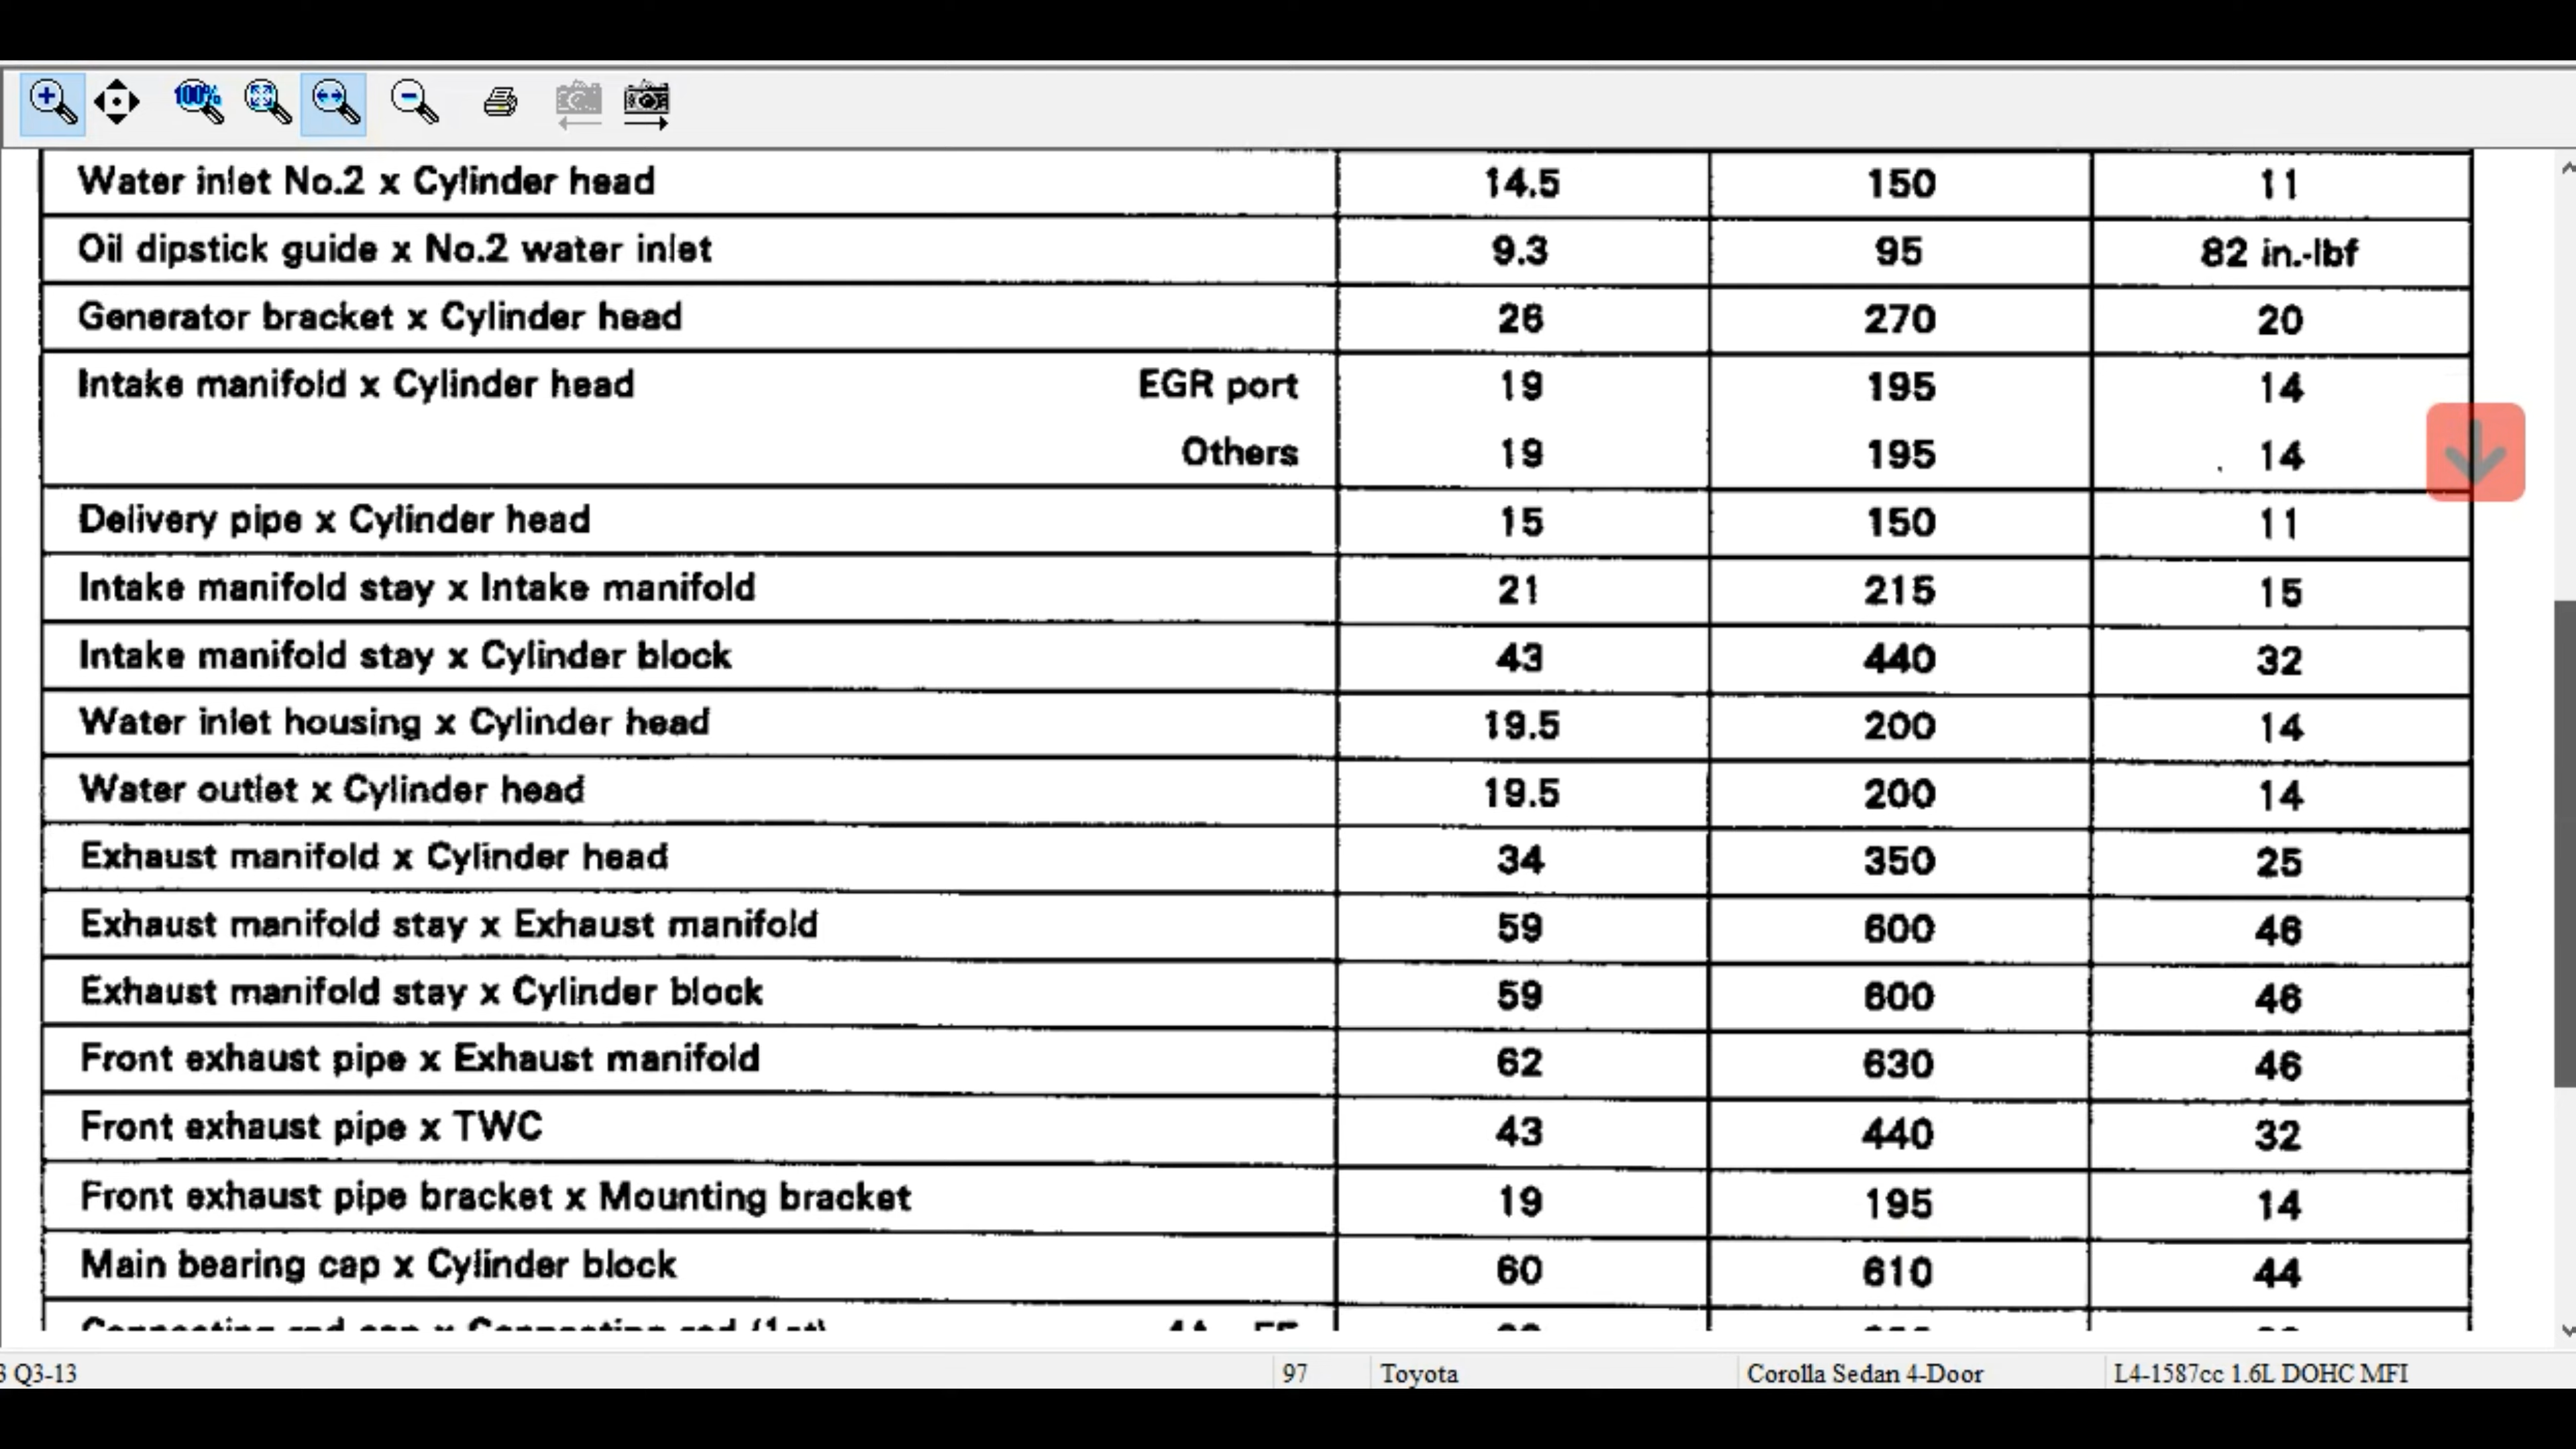 100%
Water inlet No.2 x Cylinder head 14.5 150 11
Oil dipstick guide x No.2 water inlet 9.3 95 82 in.-lbf
Generator bracket x Cylinder head 26 270 20
Intake manifold x Cylinder head EGR port 19 195 14
Others 19 195 14
Delivery pipe x Cylinder head 15 150 11
Intake manifold stay x Intake manifold 21 215 15
Intake manifold stay x Cylinder block 43 440 32
Water inlet housing x Cylinder head 19.5 200 14
Water outlet x Cylinder head 19.5 200 14
Exhaust manifold x Cylinder head 34 350 25
Exhaust manifold stay x Exhaust manifold 59 600 46
Exhaust manifold stay x Cylinder block 59 600 46
Front exhaust pipe x Exhaust manifold 62 630 46
Front exhaust pipe x TWC 43 440 32
Front exhaust pipe bracket x Mounting bracket 19 195 14
Main bearing cap x Cylinder block 60 610 44
Connecting rod cap x Connecting rod (1st)
3 Q3-13 97 Toyota Corolla Sedan 4-Door L4-1587cc 1.6L DOHC MFI